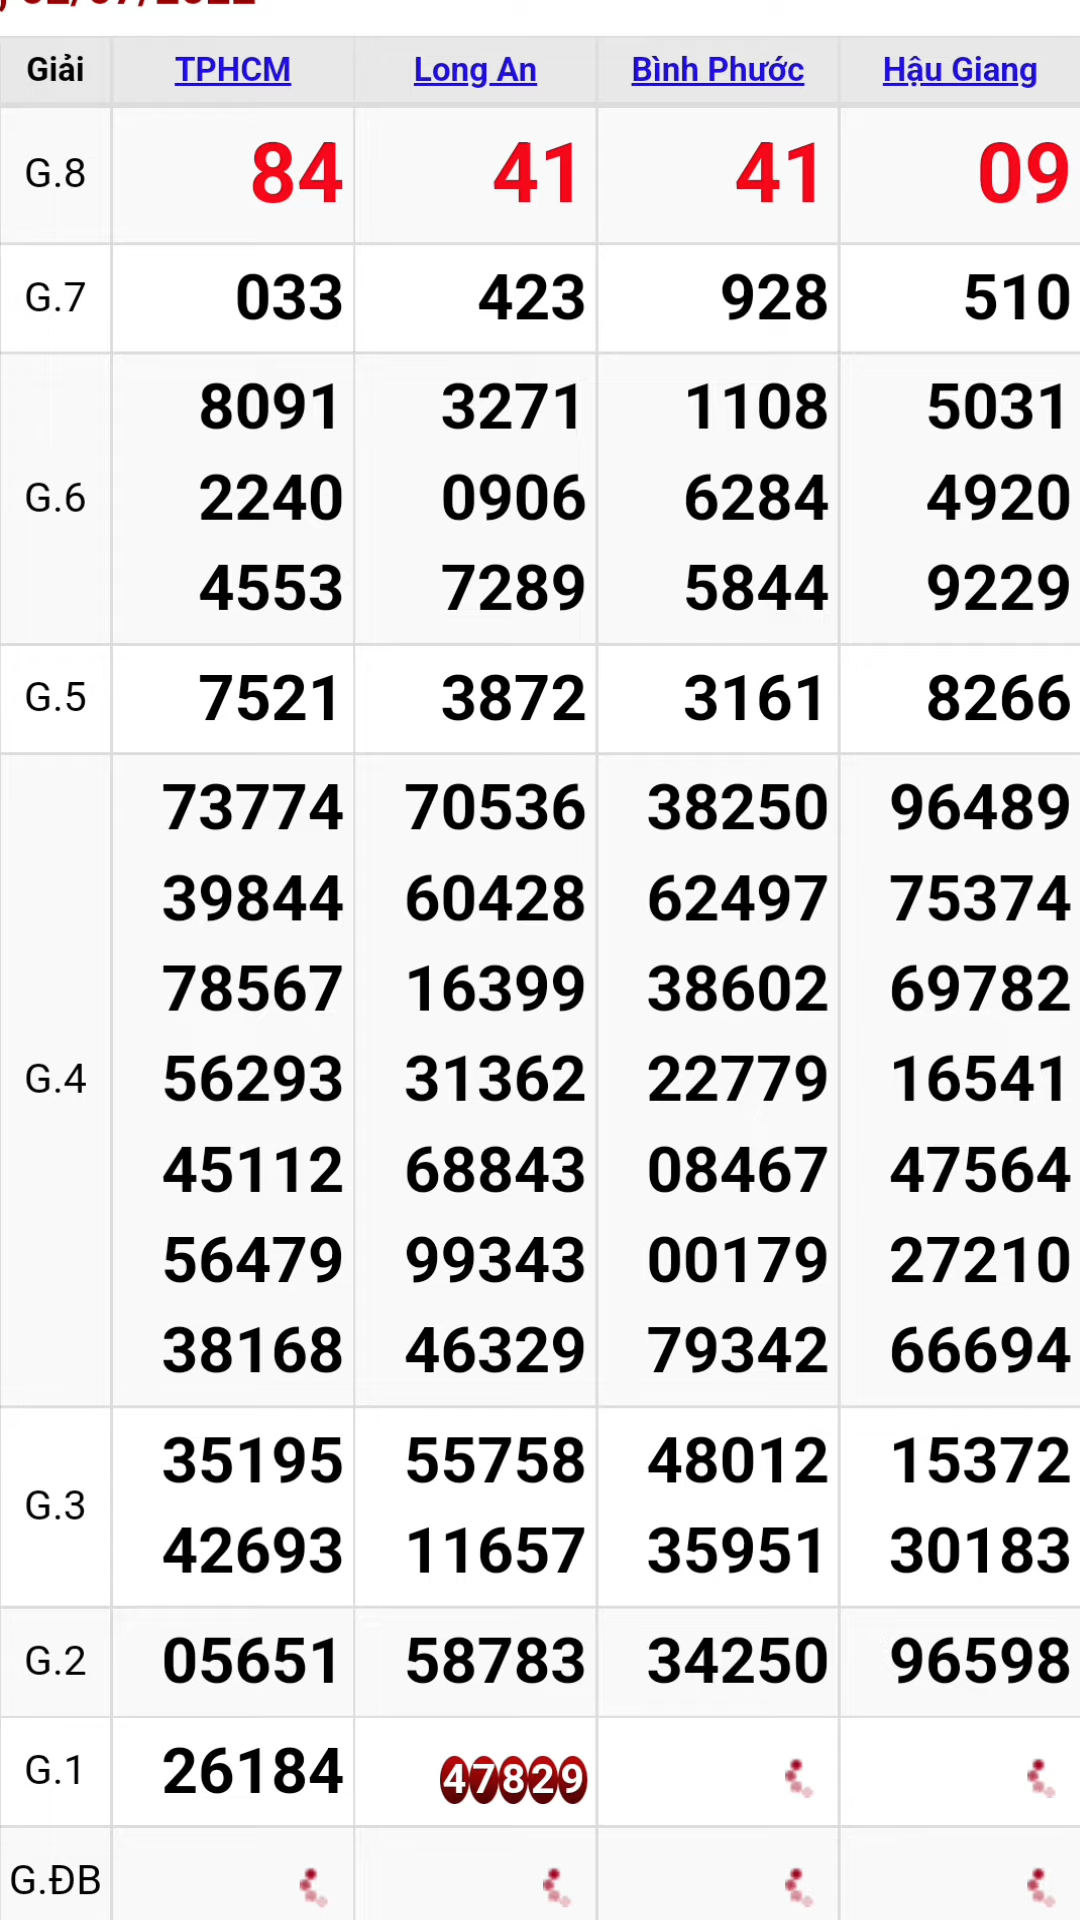 Giải TPHCM Long An Bình Phước Hậu Giang
G.8 84 41 41 09
G.7 033 423 928 510
8091 3271 1108 5031
G.6 2240 0906 6284 4920
4553 7289 5844 9229
G.5 7521 3872 3161 8266
73774 70536 38250 96489
39844 60428 62497 75374
78567 16399 38602 69782
G.4 56293 31362 22779 16541
45112 68843 08467 47564
56479 99343 00179 27210
38168 46329 79342 66694
35195 55758 48012 15372
G.3
42693 11657 35951 30183
G.2 05651 58783 34250 96598
G.1 26184 47829
G.ĐB